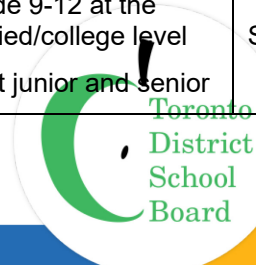 de 9-12 at the
ied/college level
S
t junior and senior
Toronto
District
School
Board